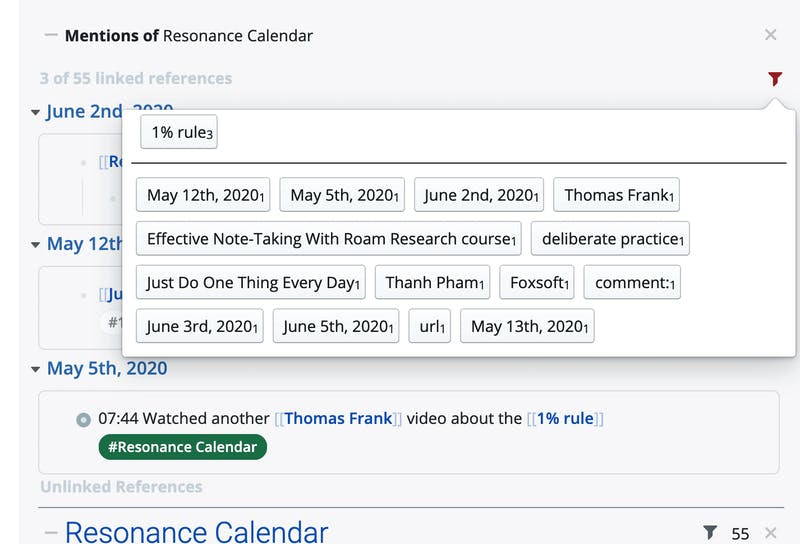 Mentions of Resonance Calendar
3 of 55 linked references
June 2nd, 2020
1% rule3
May 12th, 20201 May 5th, 20201 June 2nd, 20201 Thomas Frank1
Effective Note-Taking With Roam Research course1 deliberate practice1
Just Do One Thing Every Day1 Thanh Pham1 Foxsoft1 comment:1
June 3rd, 20201 June 5th, 20201 url1 May 13th, 20201
[[Re
May 12th
[[Ju
#1
May 5th, 2020
07:44 Watched another [[Thomas Frank]] video about the [[1% rule]]
#Resonance Calendar
Unlinked References
Resonance Calendar 55